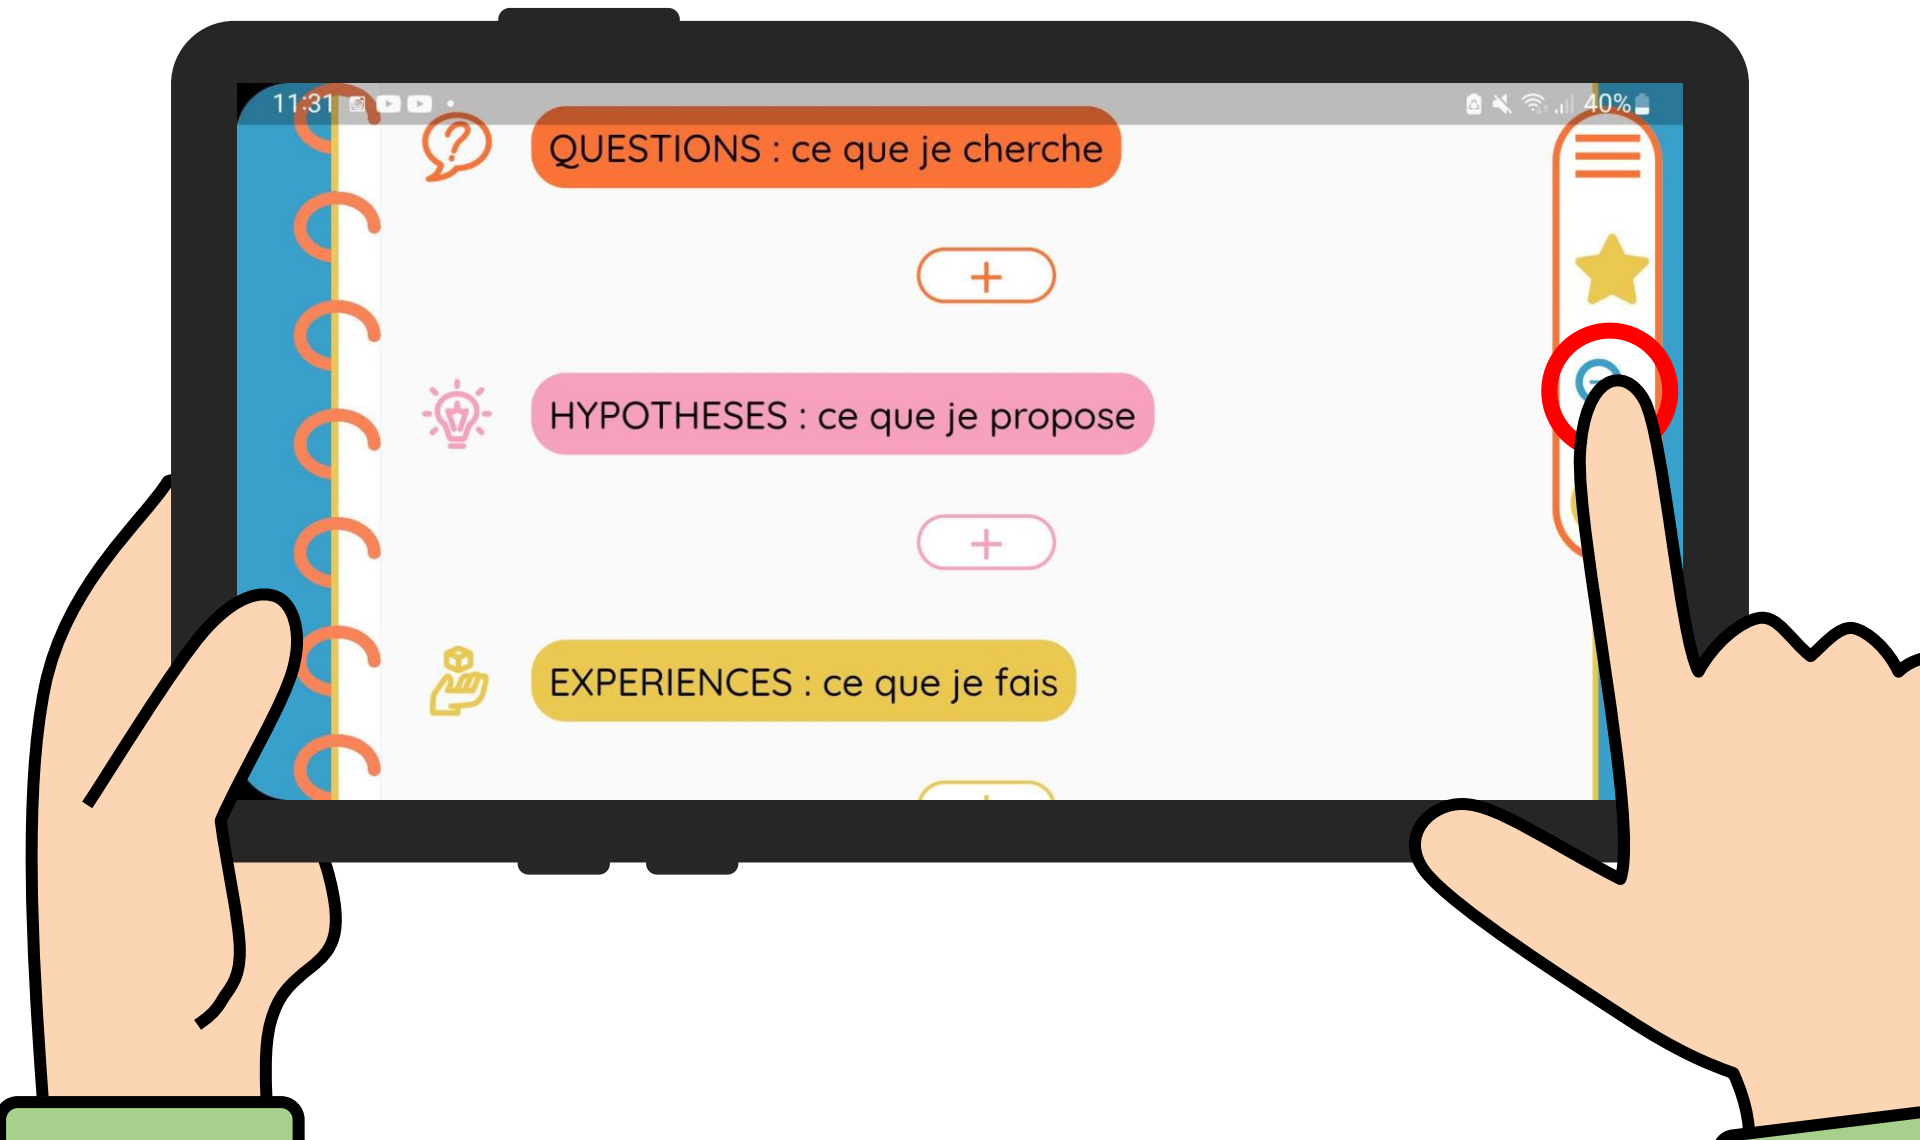 11:31
40%
QUESTIONS : ce que je cherche
+
HYPOTHESES : ce que je propose
+
EXPERIENCES : ce que je fais